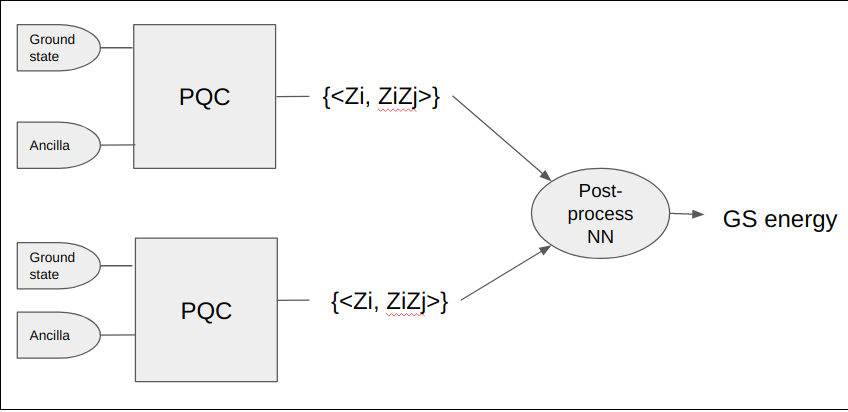 Ground
state
PQC
{<Zi, ZiZj>}
Ancilla
Post-
process
NN
GS energy
Ground
state
PQC
{<Zi, ZiZj>}
Ancilla